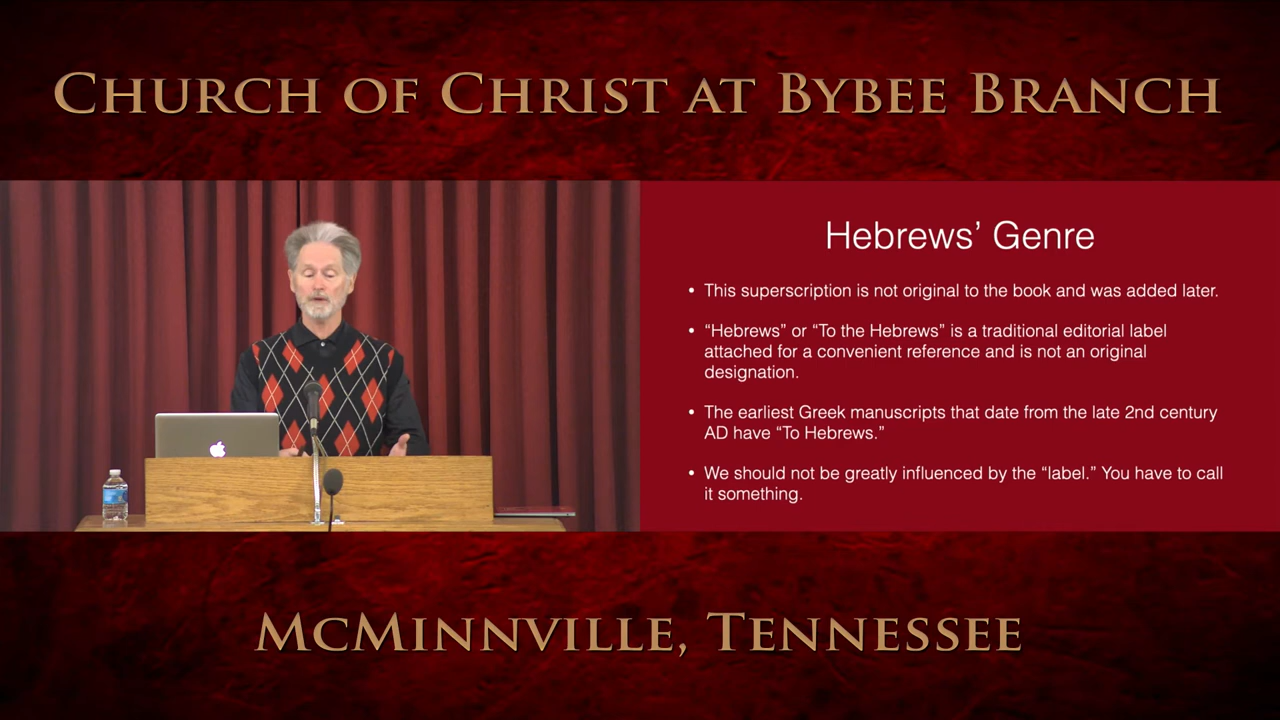 CHURCH OF CHRIST AT BYBEE BRANCH
Hebrews’ Genre
• This superscription is not original to the book and was added later.
• “Hebrews” or “To the Hebrews” is a traditional editorial label
attached for a convenient reference and is not an original
designation.
• The earliest Greek manuscripts that date from the late 2nd century
AD have “To Hebrews.”
• We should not be greatly influenced by the “label.” You have to call
it something.
MCMINNVILLE, TENNESSEE